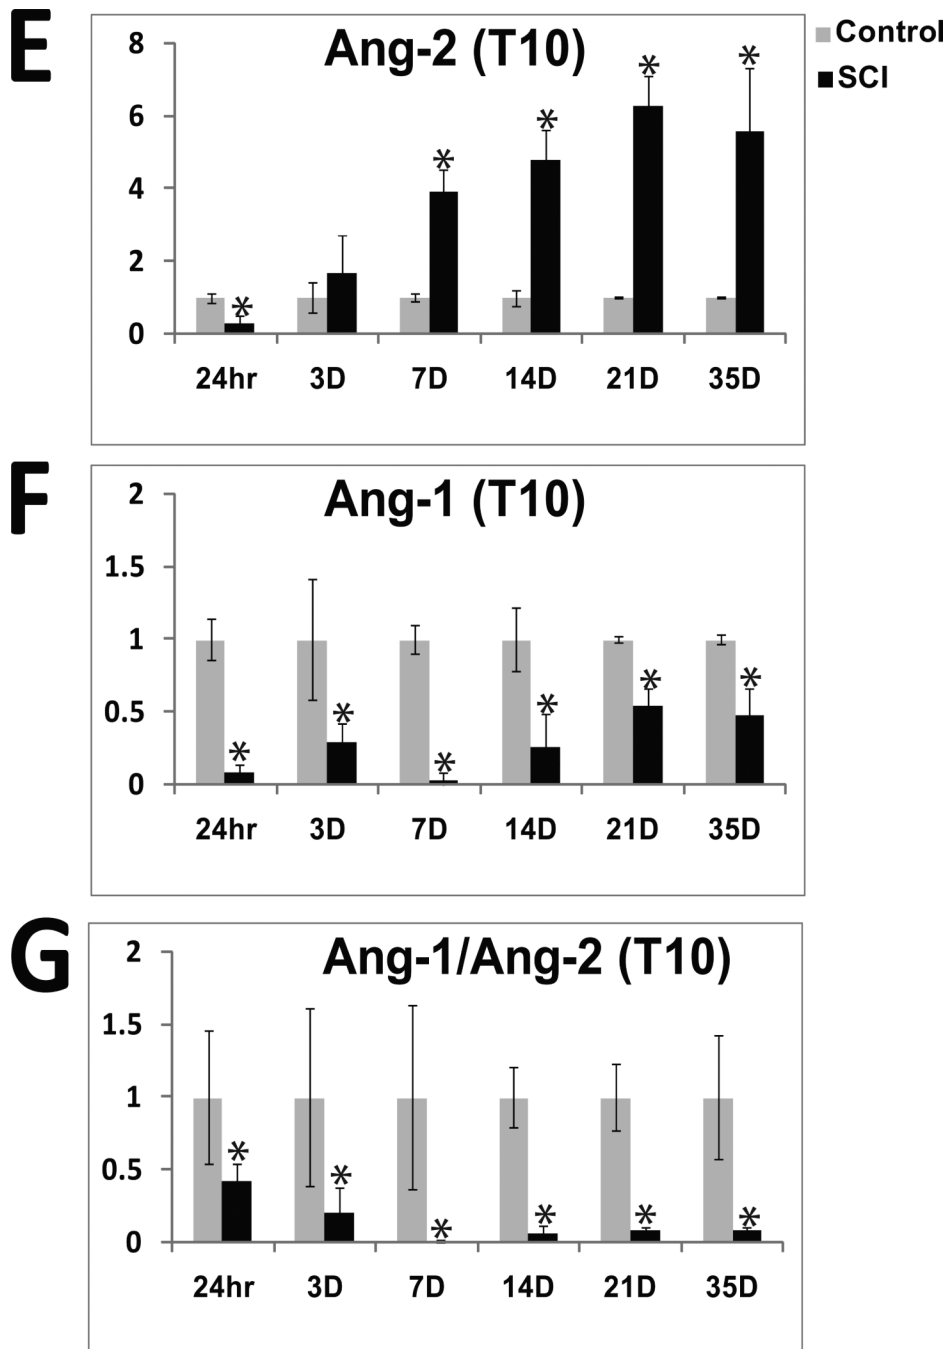 E
Ang-2 (T10)
Control
SCI
8
6
4
2
0
*
*
*
*
*
24hr 3D 7D 14D 21D 35D
F
Ang-1 (T10)
2
1.5
1
0.5
0
*
*
*
*
*
*
24hr 3D 7D 14D 21D 35D
G
Ang-1/Ang-2 (T10)
2
1.5
1
0.5
0
*
*
*
*
*
*
24hr 3D 7D 14D 21D 35D